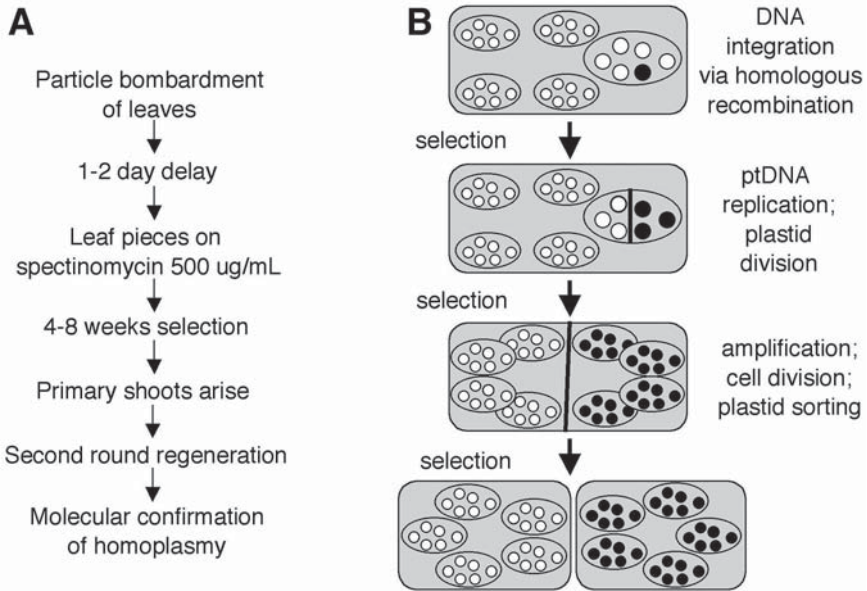 A
Particle bombardment
of leaves
1-2 day delay
Leaf pieces on
spectinomycin 500 ug/mL
4-8 weeks selection
Primary shoots arise
Second round regeneration
Molecular confirmation
of homoplasmy
B
DNA
integration
via homologous
recombination
selection
ptDNA
replication;
plastid
division
selection
amplification;
cell division;
plastid sorting
selection